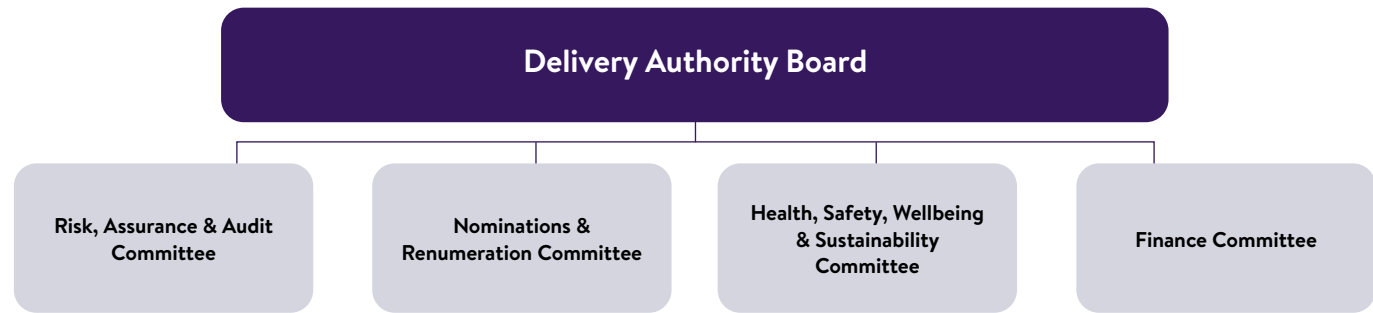 Delivery Authority Board
Risk, Assurance & Audit
Committee
Nominations &
Renumeration Committee
Health, Safety, Wellbeing
& Sustainability
Committee
Finance Committee